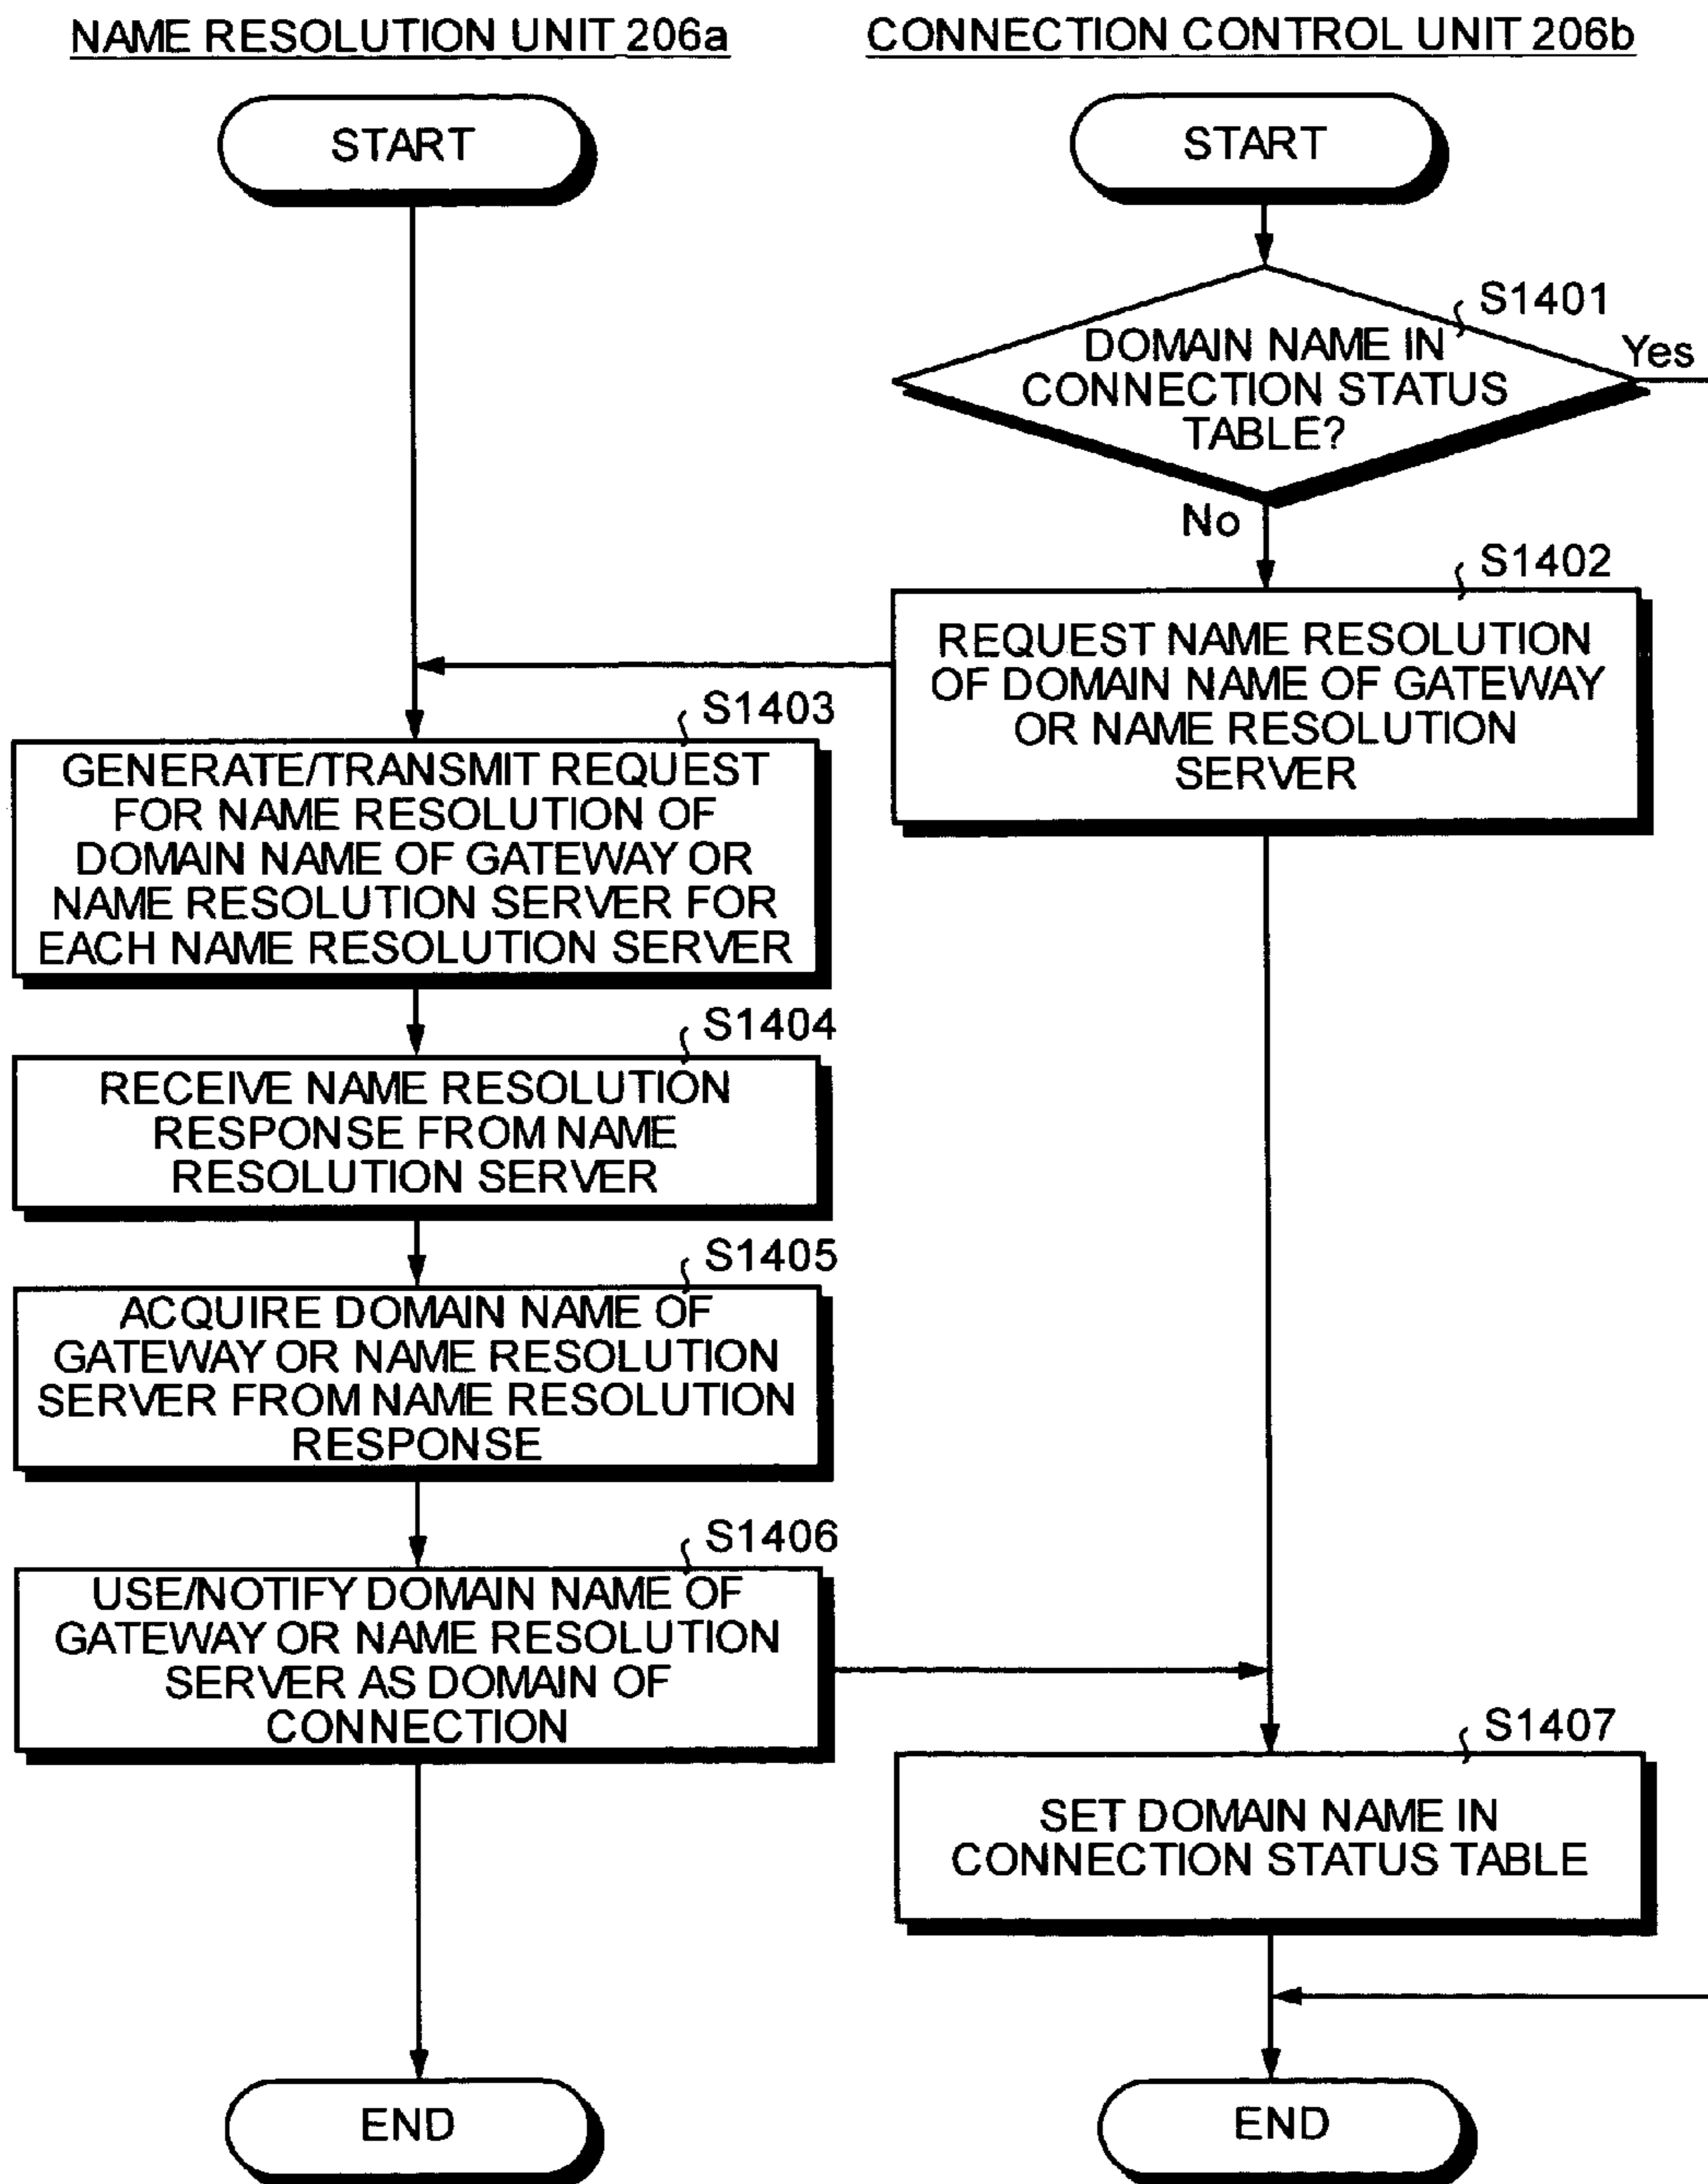 NAME RESOLUTION UNIT 206a
CONNECTION CONTROL UNIT 206b
START
START
S1401
DOMAIN NAME IN
CONNECTION STATUS
TABLE?
Yes
No
S1402
REQUEST NAME RESOLUTION
OF DOMAIN NAME OF GATEWAY
OR NAME RESOLUTION
SERVER
S1403
GENERATE/TRANSMIT REQUEST
FOR NAME RESOLUTION OF
DOMAIN NAME OF GATEWAY OR
NAME RESOLUTION SERVER FOR
EACH NAME RESOLUTION SERVER
S1404
RECEIVE NAME RESOLUTION
RESPONSE FROM NAME
RESOLUTION SERVER
S1405
ACQUIRE DOMAIN NAME OF
GATEWAY OR NAME RESOLUTION
SERVER FROM NAME RESOLUTION
RESPONSE
S1406
USE/NOTIFY DOMAIN NAME OF
GATEWAY OR NAME RESOLUTION
SERVER AS DOMAIN OF
CONNECTION
S1407
SET DOMAIN NAME IN
CONNECTION STATUS TABLE
END
END